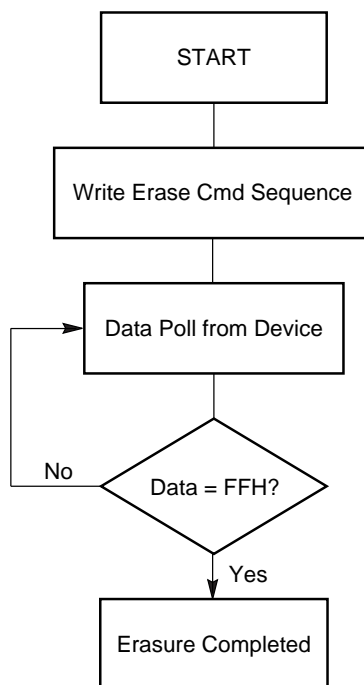 START
Write Erase Cmd Sequence
Data Poll from Device
No
Data = FFH?
Yes
Erasure Completed